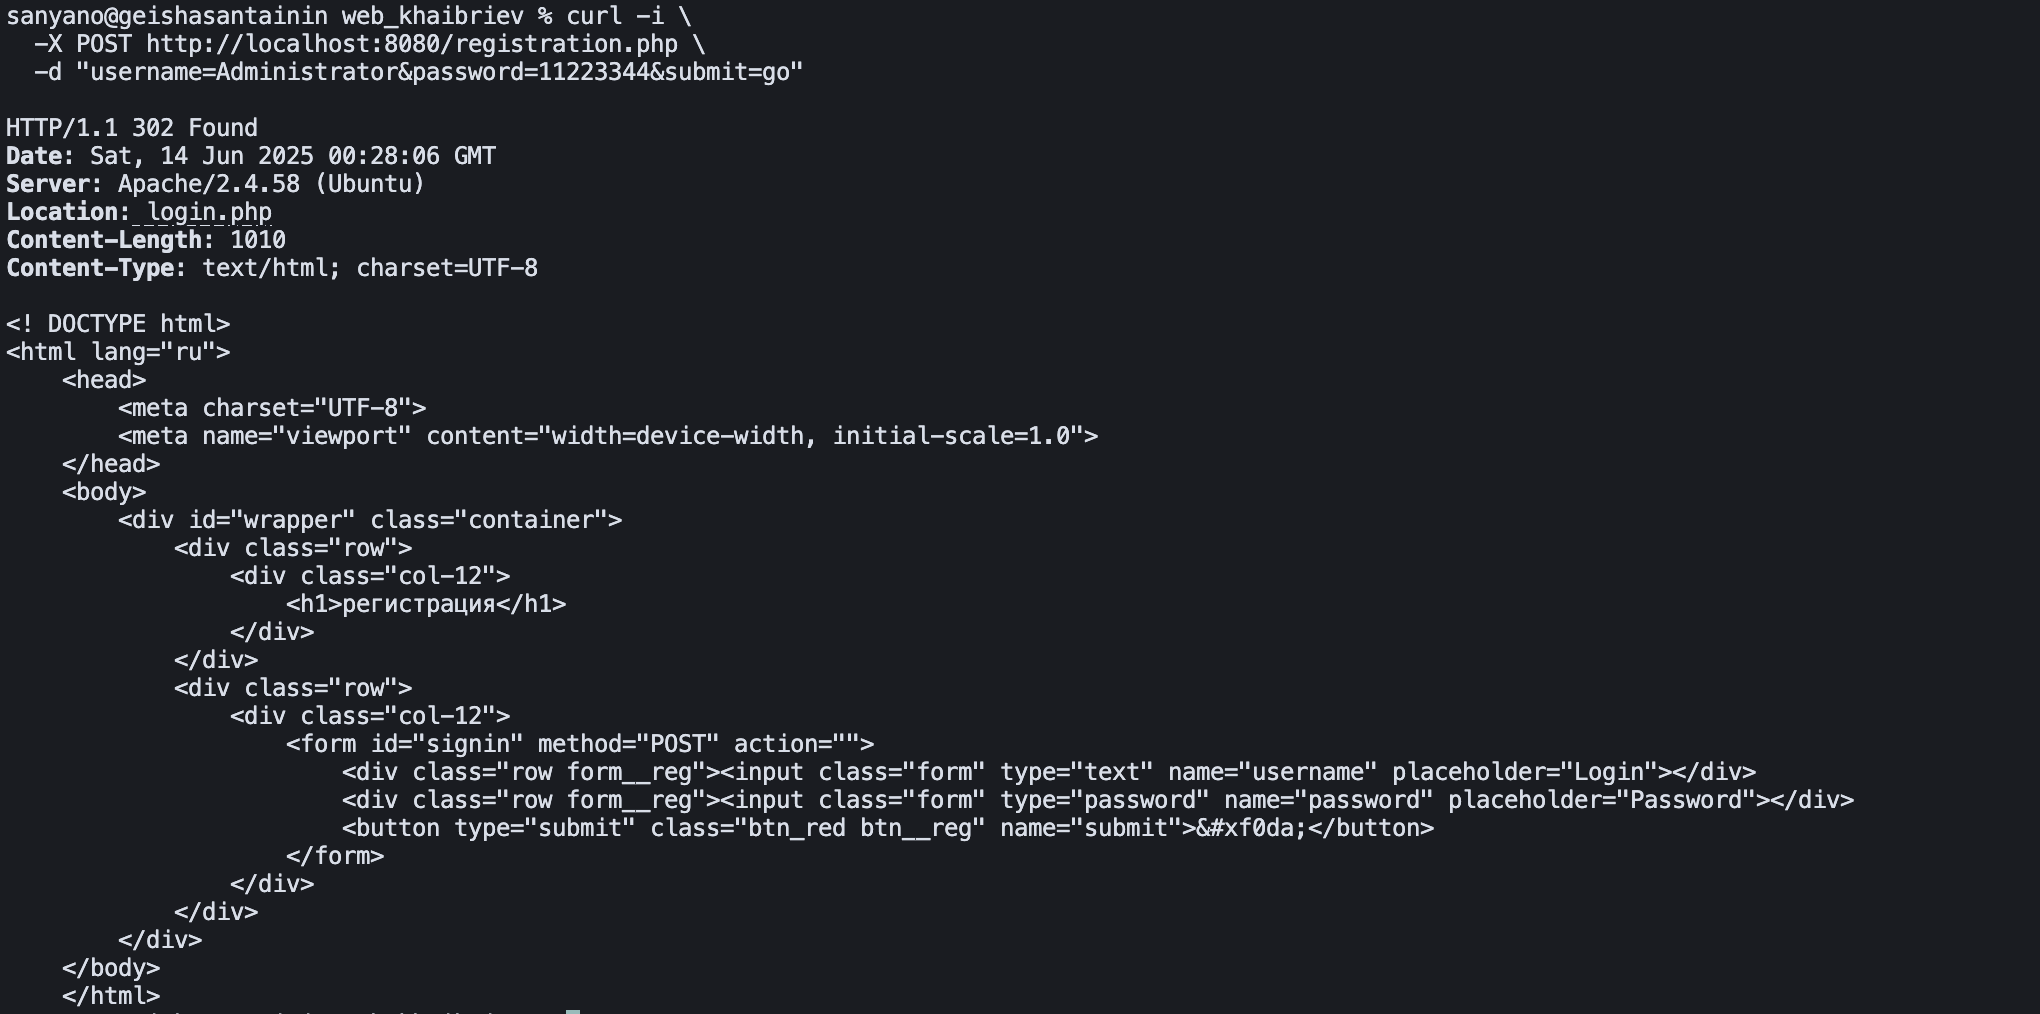 sanyano@geishasantainin web_khaibriev % curl -i \
  -X POST http://localhost:8080/registration.php \
  -d "username=Administrator&password=11223344&submit=go"

HTTP/1.1 302 Found
Date: Sat, 14 Jun 2025 00:28:06 GMT
Server: Apache/2.4.58 (Ubuntu)
Location: login.php
Content-Length: 1010
Content-Type: text/html; charset=UTF-8

<! DOCTYPE html>
<html lang="ru">
    <head>
        <meta charset="UTF-8">
        <meta name="viewport" content="width=device-width, initial-scale=1.0">
    </head>
    <body>
        <div id="wrapper" class="container">
            <div class="row">
                <div class="col-12">
                    <h1>регистрация</h1>
                </div>
            </div>
            <div class="row">
                <div class="col-12">
                    <form id="signin" method="POST" action="">
                        <div class="row form__reg"><input class="form" type="text" name="username" placeholder="Login"></div>
                        <div class="row form__reg"><input class="form" type="password" name="password" placeholder="Password"></div>
                        <button type="submit" class="btn_red btn__reg" name="submit">&#xf0da;</button>
                    </form>
                </div>
            </div>
        </div>
    </body>
    </html>